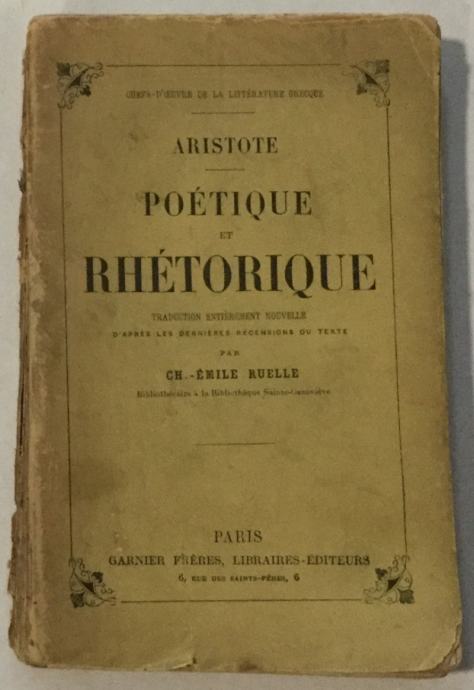 CHEFS-D'ŒUVRE DE LA LITTÉRATURE GRECQUE
ARISTOTE
POÉTIQUE
ET
RHÉTORIQUE
TRADUCTION ENTIÈREMENT NOUVELLE
D'APRÈS LES DERNIÈRES RECENSIONS DU TEXTE
PAR
CH.-ÉMILE RUELLE
Bibliothécaire à la Bibliothèque Sainte-Geneviève
PARIS
GARNIER FRÈRES, LIBRAIRES-ÉDITEURS
6, RUE DES SAINTS-PÈRES, 6